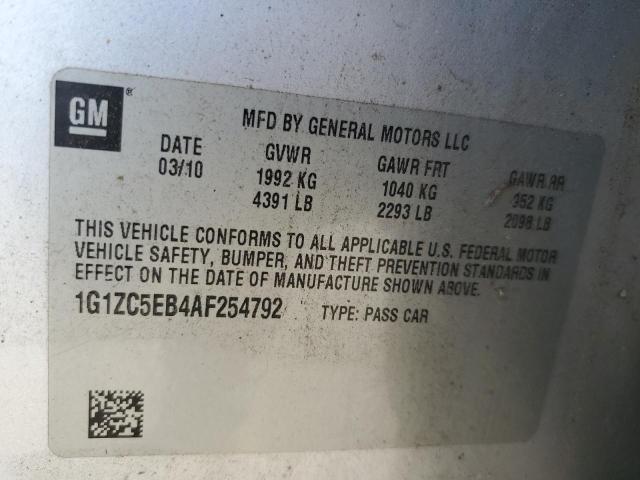 GM®
MFD BY GENERAL MOTORS LLC
DATE GVWR GAWR FRT GAWR RR
03/10 1992 KG 1040 KG 952 KG
4391 LB 2293 LB 2098 LB
THIS VEHICLE CONFORMS TO ALL APPLICABLE U.S. FEDERAL MOTOR
VEHICLE SAFETY, BUMPER, AND THEFT PREVENTION STANDARDS IN
EFFECT ON THE DATE OF MANUFACTURE SHOWN ABOVE.
1G1ZC5EB4AF254792 TYPE: PASS CAR